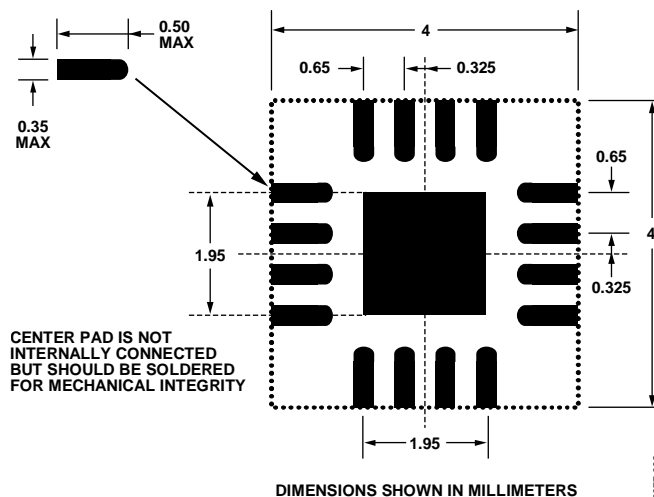 0.50
MAX
0.35
MAX
4
0.65
0.325
0.65
4
0.325
1.95
CENTER PAD IS NOT
INTERNALLY CONNECTED
BUT SHOULD BE SOLDERED
FOR MECHANICAL INTEGRITY
1.95
DIMENSIONS SHOWN IN MILLIMETERS